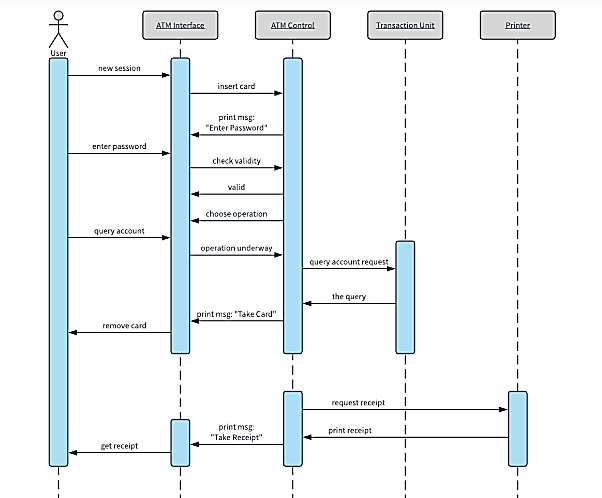 ATM Interface
ATM Control
Transaction Unit
Printer
User
new session
insert card
print msg:
"Enter Password"
enter password
check validity
valid
choose operation
query account
operation underway
query account request
the query
print msg: "Take Card"
remove card
request receipt
print msg:
"Take Receipt"
print receipt
get receipt